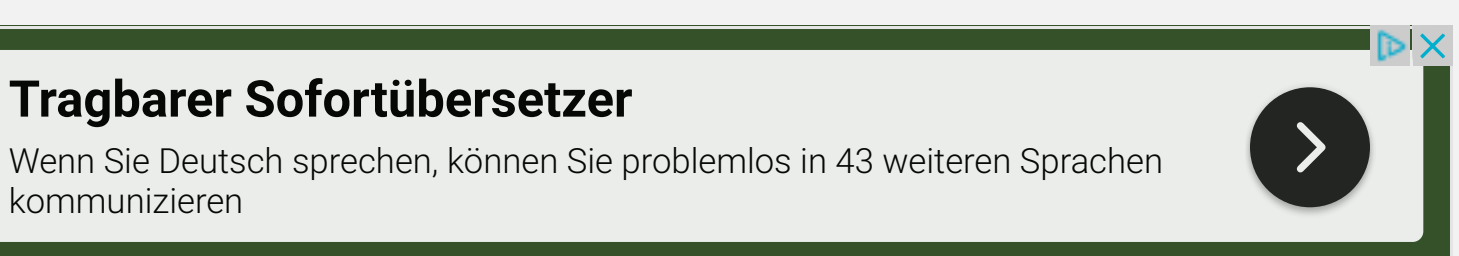 Tragbarer Sofortübersetzer
Wenn Sie Deutsch sprechen, können Sie problemlos in 43 weiteren Sprachen
kommunizieren